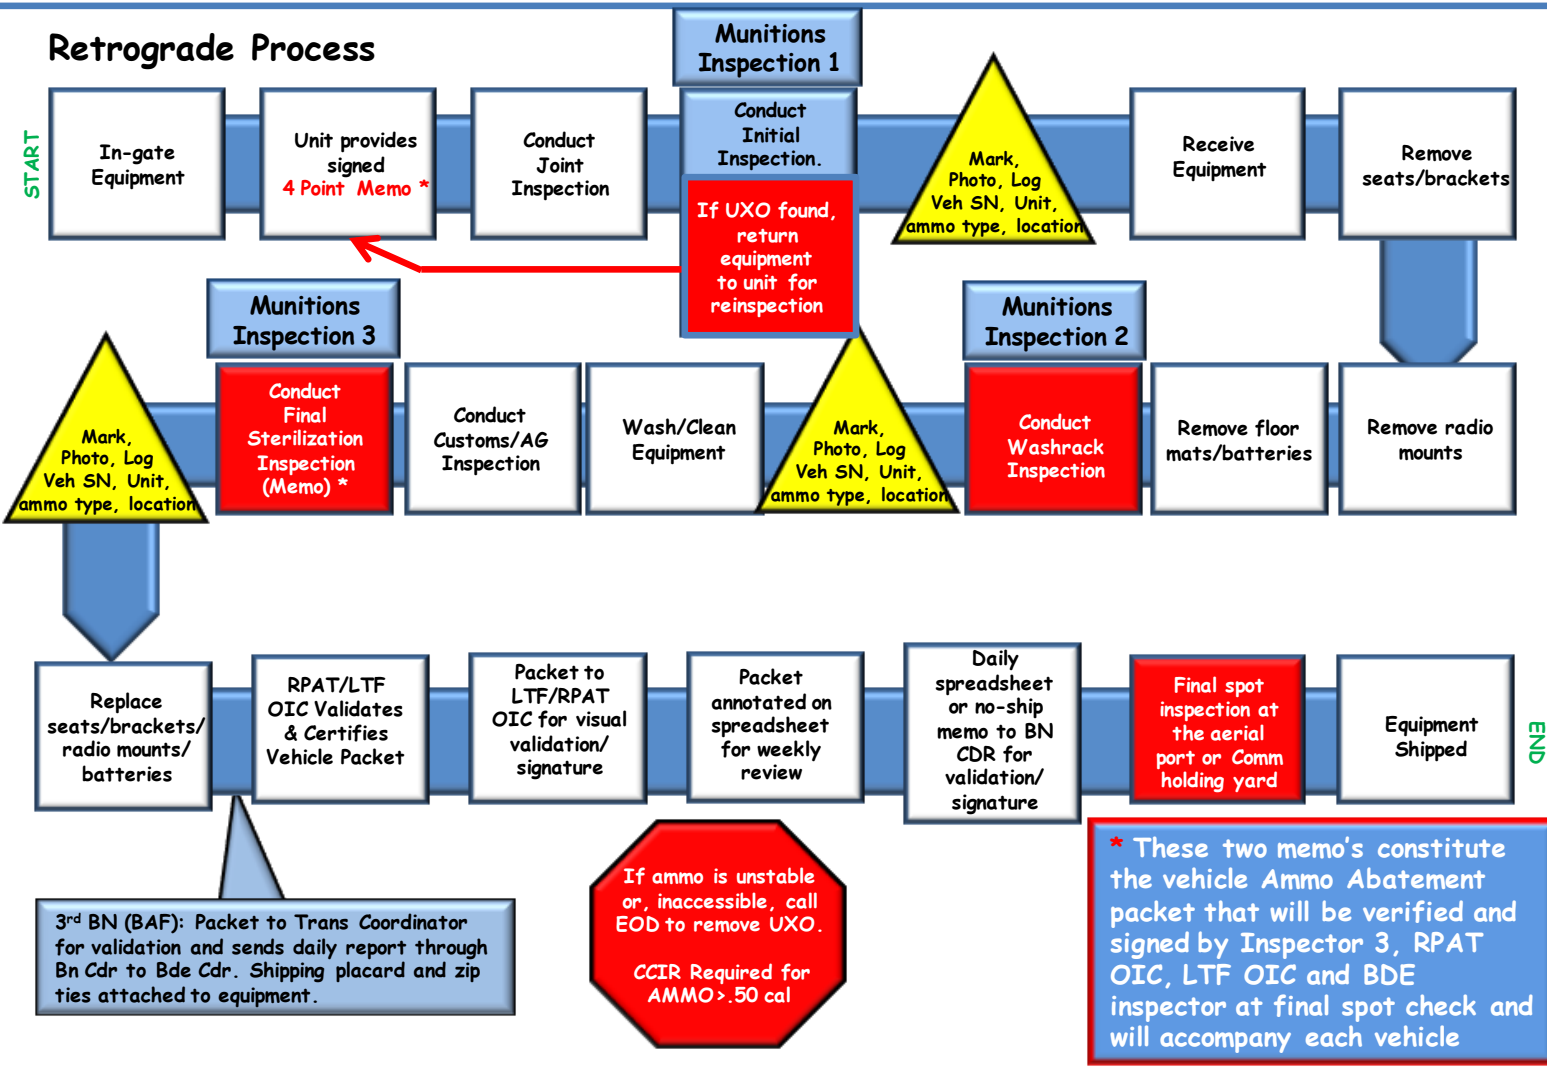 Retrograde Process
Munitions
Inspection 1
START
In-gate
Equipment
Unit provides
signed
4 Point Memo *
Conduct
Joint
Inspection
Conduct
Initial
Inspection.
If UXO found,
return
equipment
to unit for
reinspection
Mark,
Photo, Log
Veh SN, Unit,
ammo type, location
Receive
Equipment
Remove
seats/brackets
Munitions
Inspection 3
Munitions
Inspection 2
Mark,
Photo, Log
Veh SN, Unit,
ammo type, location
Conduct
Final
Sterilization
Inspection
(Memo) *
Conduct
Customs/AG
Inspection
Wash/Clean
Equipment
Mark,
Photo, Log
Veh SN, Unit,
ammo type, location
Conduct
Washrack
Inspection
Remove floor
mats/batteries
Remove radio
mounts
Replace
seats/brackets/
radio mounts/
batteries
RPAT/LTF
OIC Validates
& Certifies
Vehicle Packet
Packet to
LTF/RPAT
OIC for visual
validation/
signature
Packet
annotated on
spreadsheet
for weekly
review
Daily
spreadsheet
or no-ship
memo to BN
CDR for
validation/
signature
Final spot
inspection at
the aerial
port or Comm
holding yard
Equipment
Shipped
END
3rd BN (BAF): Packet to Trans Coordinator
for validation and sends daily report through
Bn Cdr to Bde Cdr. Shipping placard and zip
ties attached to equipment.
If ammo is unstable
or, inaccessible, call
EOD to remove UXO.
CCIR Required for
AMMO>.50 cal
* These two memo's constitute
the vehicle Ammo Abatement
packet that will be verified and
signed by Inspector 3, RPAT
OIC, LTF OIC and BDE
inspector at final spot check and
will accompany each vehicle